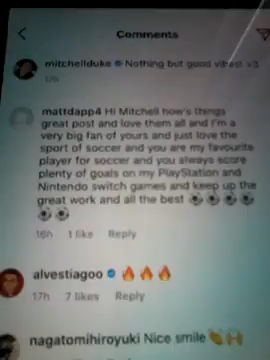 Comments
mitchellduke Nothing but good vibes! <3
17h
mattdapp4 Hi Mitchell how's things
great post and love them all and I'm a
very big fan of yours and just love the
sport of soccer and you are my favourite
player for soccer and you always score
plenty of goals on my PlayStation and
Nintendo switch games and keep up the
great work and all the best ⚽ ⚽ ⚽ ⚽
⚽ ⚽
16h 1 like Reply
alvestiagoo 🔥 🔥 🔥
17h 7 likes Reply
nagatomihiroyuki Nice smile 👏 🙌